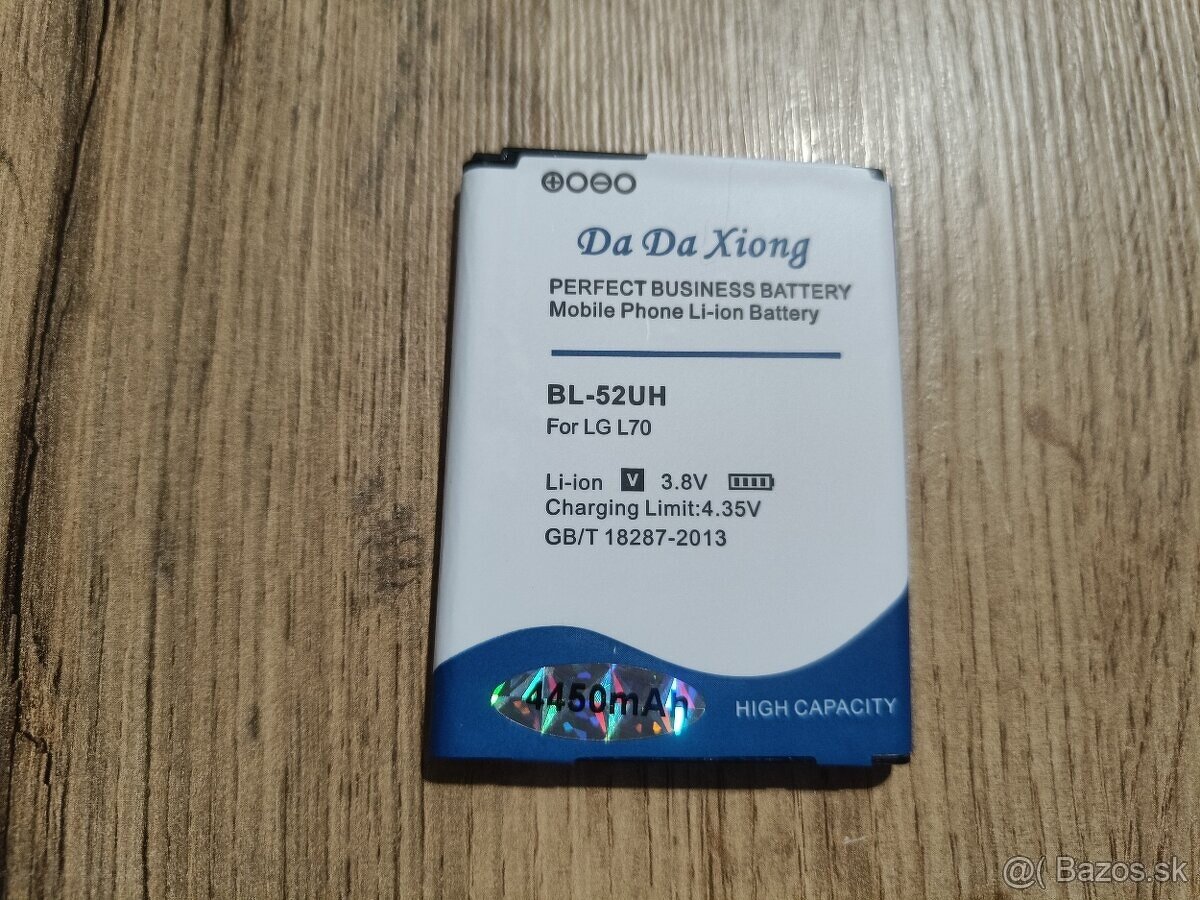 Da Da Xiong
PERFECT BUSINESS BATTERY
Mobile Phone Li-ion Battery
BL-52UH
For LG L70
Li-ion V 3.8V
Charging Limit:4.35V
GB/T 18287-2013
4450mAh
HIGH CAPACITY
@( Bazos.sk